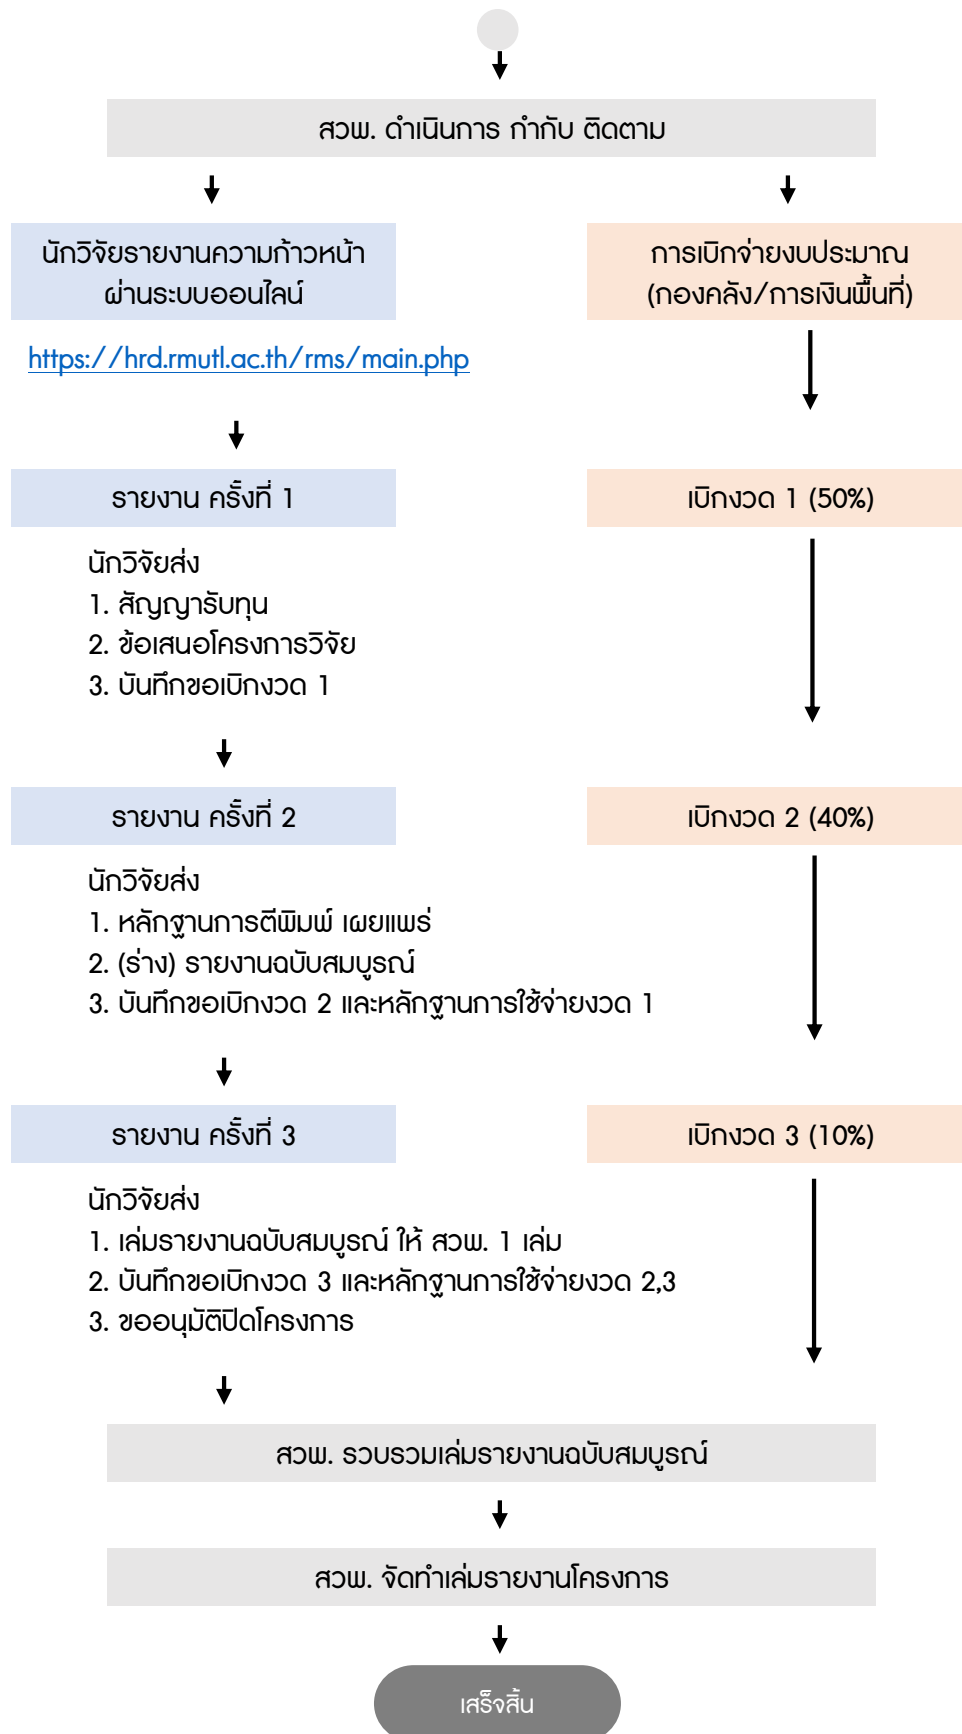 สวพ. ดำเนินการ กำกับ ติดตาม
นักวิจัยรายงานความก้าวหน้า
ผ่านระบบออนไลน์
การเบิกจ่ายงบประมาณ
(กองคลัง/การเงินพื้นที่)
https://hrd.rmutl.ac.th/rms/main.php
รายงาน ครั้งที่ 1
เบิกงวด 1 (50%)
นักวิจัยส่ง
1. สัญญารับทุน
2. ข้อเสนอโครงการวิจัย
3. บันทึกขอเบิกงวด 1
รายงาน ครั้งที่ 2
เบิกงวด 2 (40%)
นักวิจัยส่ง
1. หลักฐานการตีพิมพ์ เผยแพร่
2. (ร่าง) รายงานฉบับสมบูรณ์
3. บันทึกขอเบิกงวด 2 และหลักฐานการใช้จ่ายงวด 1
รายงาน ครั้งที่ 3
เบิกงวด 3 (10%)
นักวิจัยส่ง
1. เล่มรายงานฉบับสมบูรณ์ ให้ สวพ. 1 เล่ม
2. บันทึกขอเบิกงวด 3 และหลักฐานการใช้จ่ายงวด 2,3
3. ขออนุมัติปิดโครงการ
สวพ. รวบรวมเล่มรายงานฉบับสมบูรณ์
สวพ. จัดทำเล่มรายงานโครงการ
เสร็จสิ้น